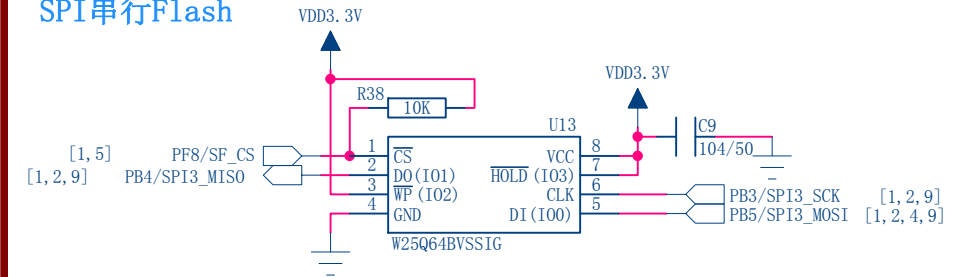 SPI串行Flash
VDD3.3V
VDD3.3V
R38
10K
U13
C9
104/50
[1,5]
PF8/SF_CS
1
CS
VCC
8
[1,2,9]
PB4/SPI3_MISO
2
DO(IO1)
HOLD(IO3)
7
3
WP(IO2)
CLK
6
PB3/SPI3_SCK
[1,2,9]
4
GND
DI(IO0)
5
PB5/SPI3_MOSI
[1,2,4,9]
W25Q64BVSSIG